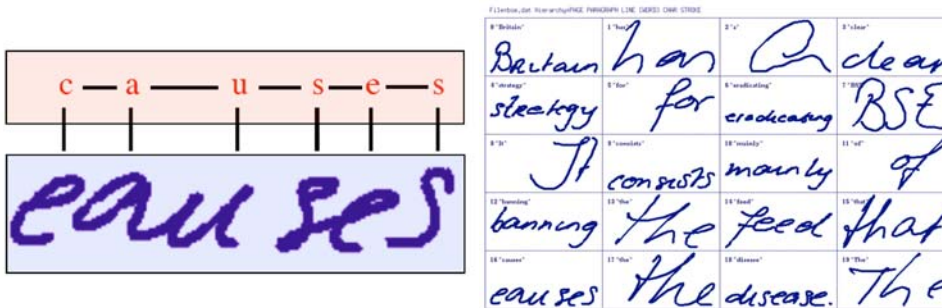 c a u s e s
causes
Filenbse,dat Hierarchy=PAGE PARAGRAPH LINE [WORD] CHAR STROKE
0 "Britain" 1 "has" 2 "a" 3 "clear
Britain has a clear
4 "strategy" 5 "for" 6 "eradicating" 7 "BSE
strategy for eradicating BSE
8 "It" 9 "consists" 10 "mainly" 11 "of"
It consists mainly of
12 "banning" 13 "the" 14 "feed" 15 "that
banning the feed that
16 "causes" 17 "the" 18 "disease" 19 "The"
causes the disease. The